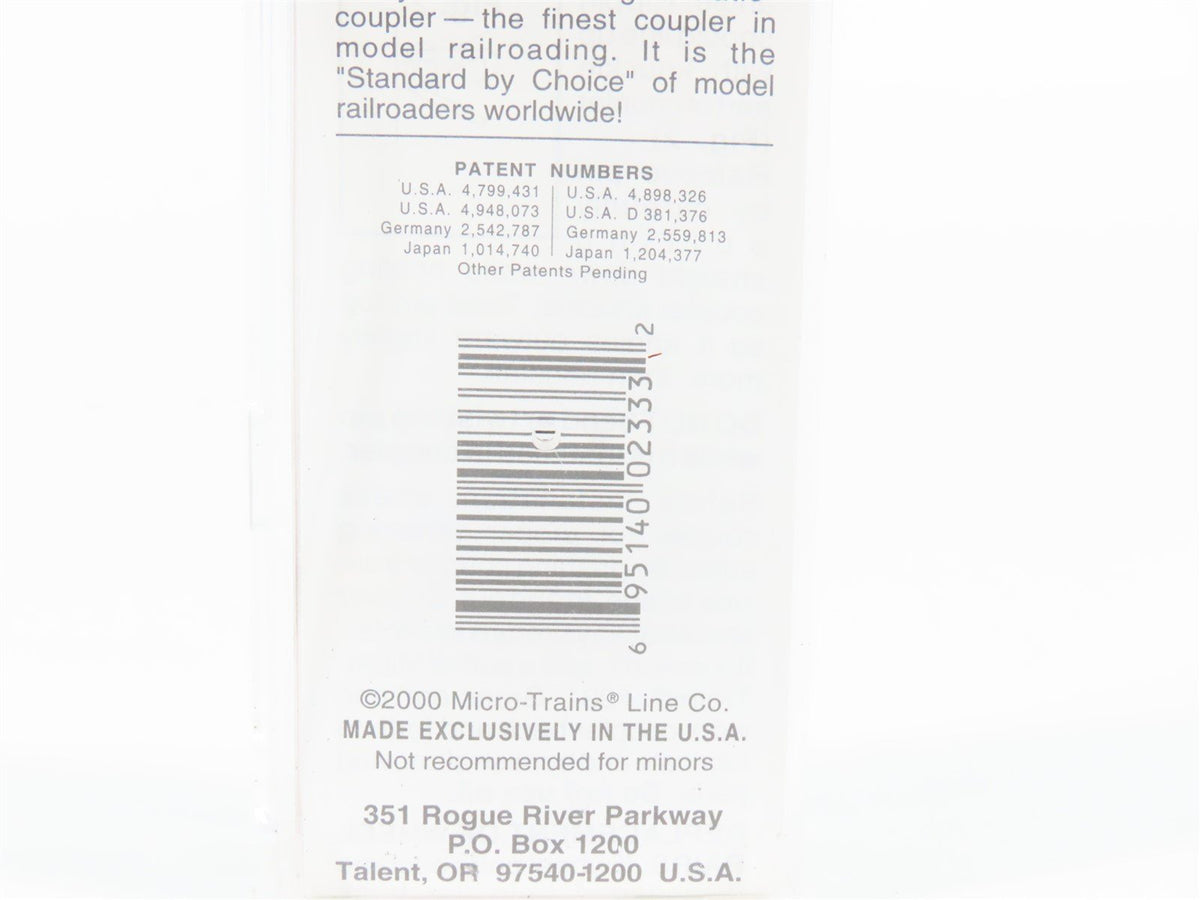 coupler — the finest coupler in
model railroading. It is the
"Standard by Choice" of model
railroaders worldwide!
PATENT NUMBERS
U.S.A. 4,799,431 | U.S.A. 4,898,326
U.S.A. 4,948,073 | U.S.A. D 381,376
Germany 2,542,787 | Germany 2,559,813
Japan 1,014,740 | Japan 1,204,377
Other Patents Pending
6 95140 02333 2
©2000 Micro-Trains® Line Co.
MADE EXCLUSIVELY IN THE U.S.A.
Not recommended for minors
351 Rogue River Parkway
P.O. Box 1200
Talent, OR 97540-1200 U.S.A.